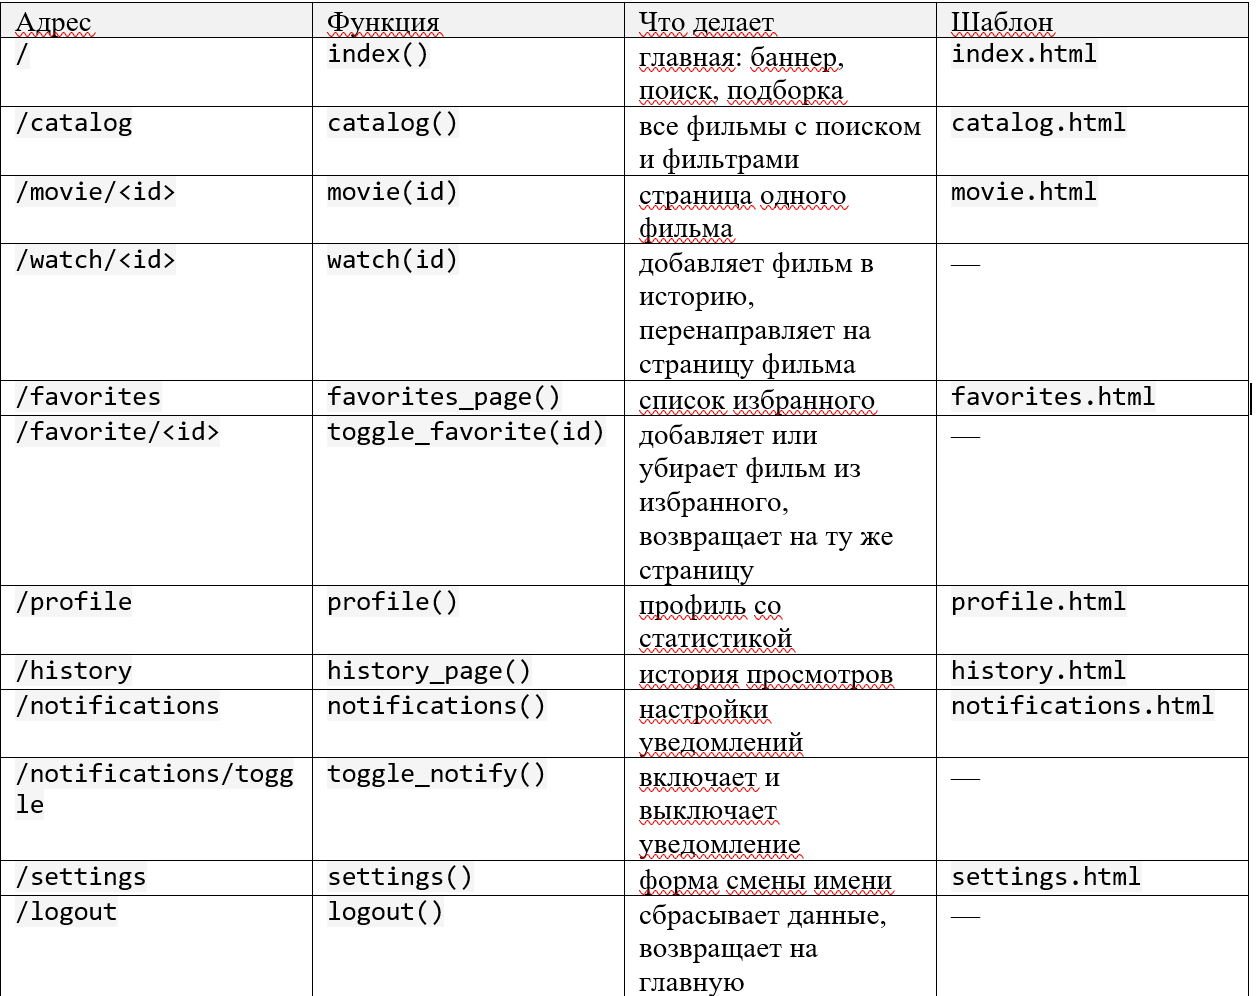 Адрес Функция Что делает Шаблон
/ index() главная: баннер, index.html
поиск, подборка
/catalog catalog() все фильмы с поиском catalog.html
и фильтрами
/movie/<id> movie(id) страница одного movie.html
фильма
/watch/<id> watch(id) добавляет фильм в —
историю,
перенаправляет на
страницу фильма
/favorites favorites_page() список избранного favorites.html
/favorite/<id> toggle_favorite(id) добавляет или —
убирает фильм из
избранного,
возвращает на ту же
страницу
/profile profile() профиль со profile.html
статистикой
/history history_page() история просмотров history.html
/notifications notifications() настройки notifications.html
уведомлений
/notifications/togg toggle_notify() включает и —
le выключает
уведомление
/settings settings() форма смены имени settings.html
/logout logout() сбрасывает данные, —
возвращает на
главную